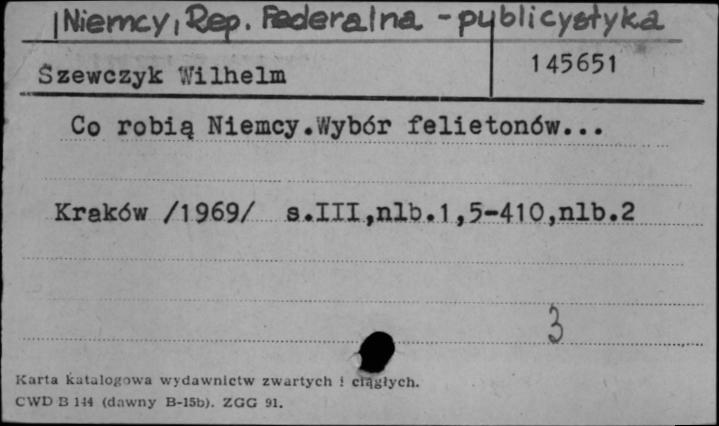 |Niemcy, Rep. Federalna - publicystyka
Szewczyk Wilhelm 145651
Co robią Niemcy.Wybór felietonów...
Kraków /1969/ s.III,nlb.1,5-410,nlb.2
3
Karta katalogowa wydawnictw zwartych i ciągłych.
CWD B 144 (dawny B-15b). ZGG 91.